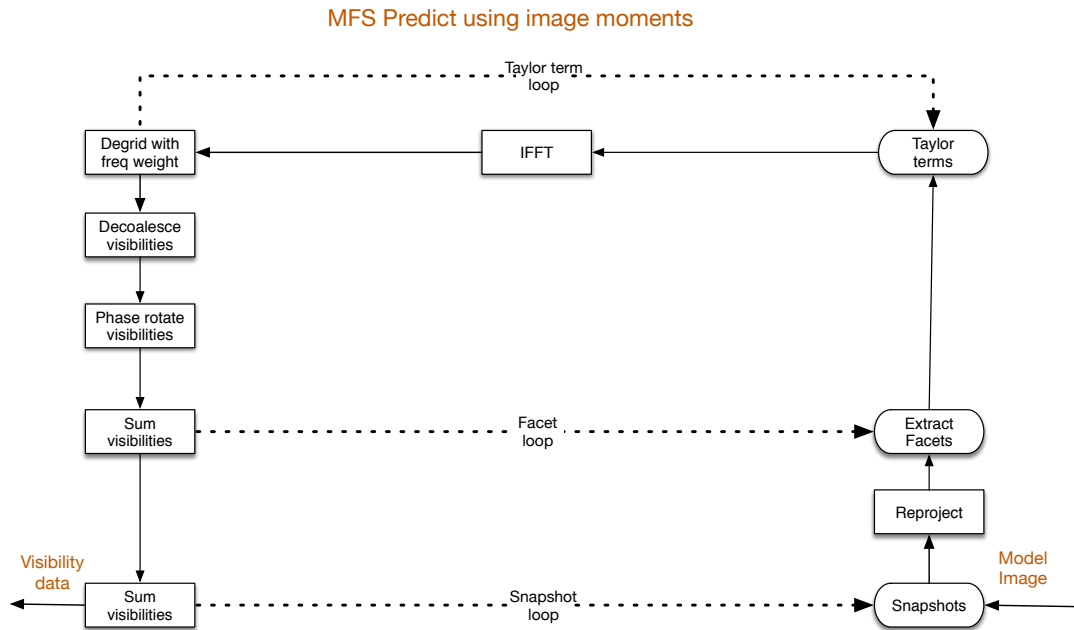 MFS Predict using image moments
Taylor term
loop
Degrid with
freq weight
IFFT
Taylor
terms
Decoalesce
visibilities
Phase rotate
visibilities
Sum
visibilities
Facet
loop
Extract
Facets
Reproject
Visibility
data
Model
Image
Sum
visibilities
Snapshot
loop
Snapshots